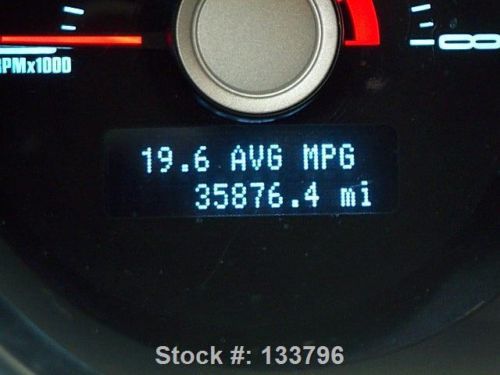 RPMx1000
19.6 AVG MPG
35876.4 mi
Stock #: 133796